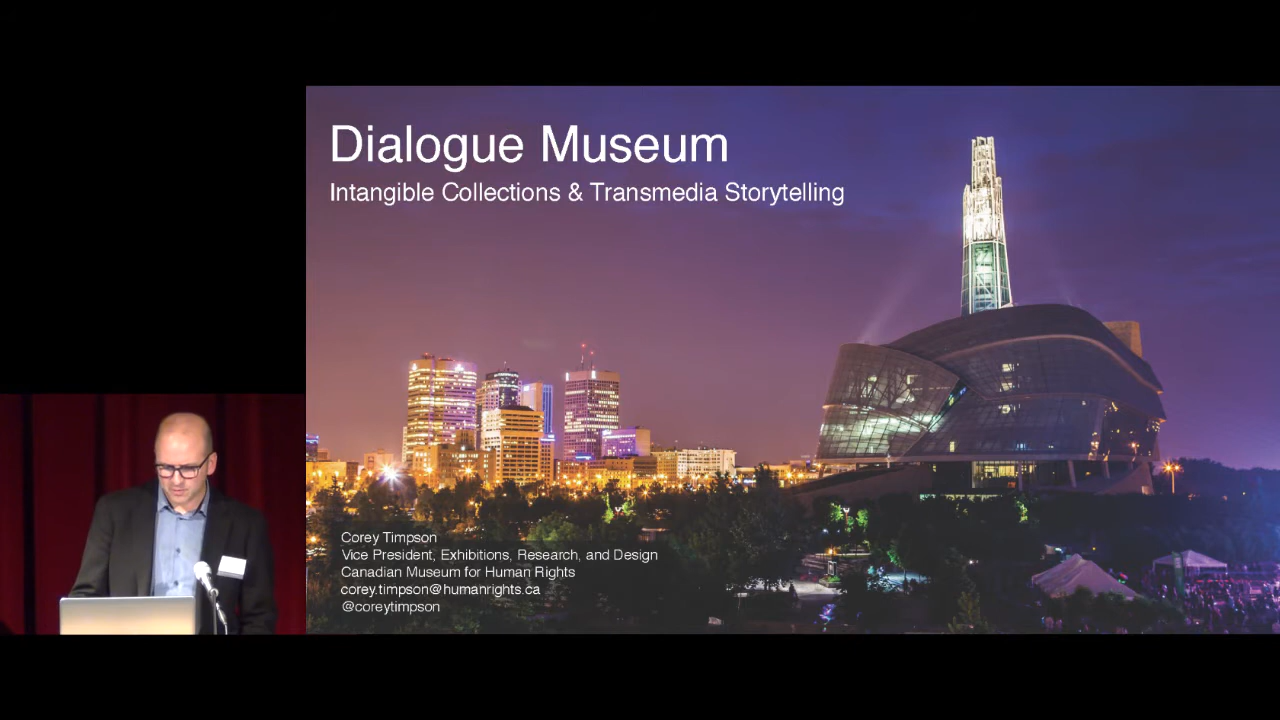 Dialogue Museum
Intangible Collections & Transmedia Storytelling
Corey Timpson
Vice President, Exhibitions, Research, and Design
Canadian Museum for Human Rights
corey.timpson@humanrights.ca
@coreytimpson